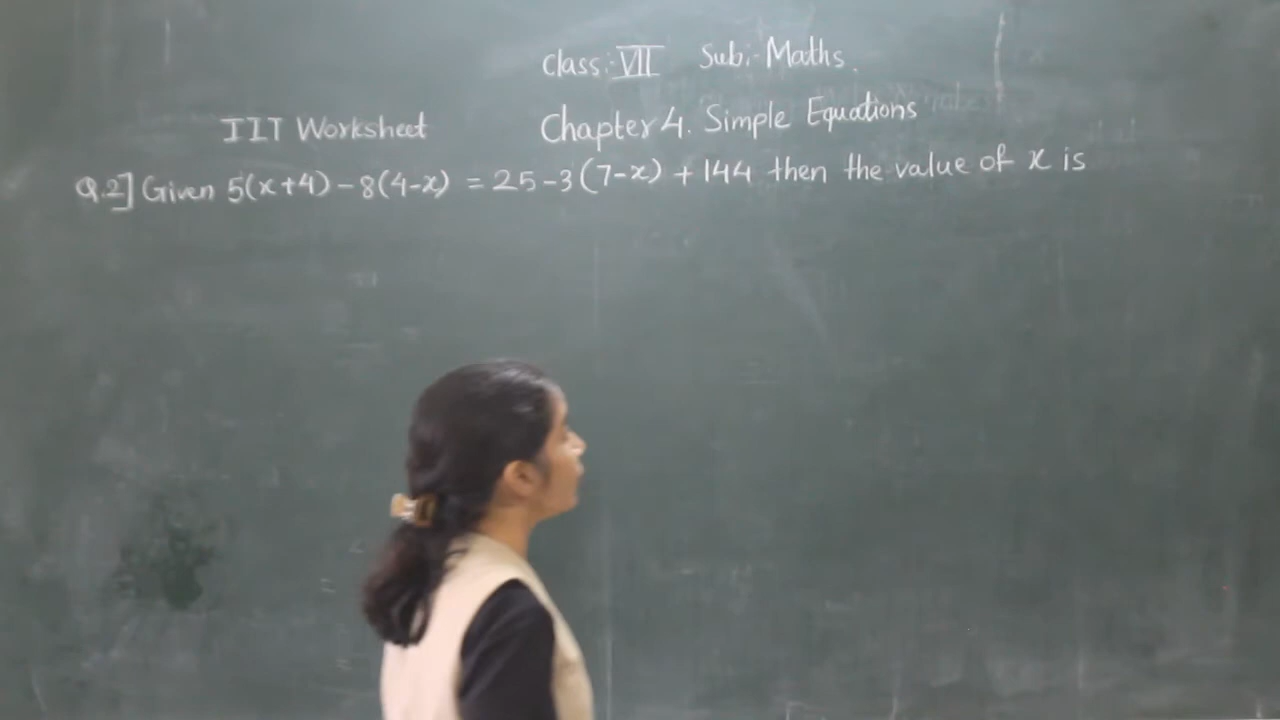 Class:- VII Sub:- Maths.
IIT Worksheet Chapter 4. Simple Equations
Q.2] Given 5(x+4) - 8(4-x) = 25-3(7-x) + 144 then the value of x is